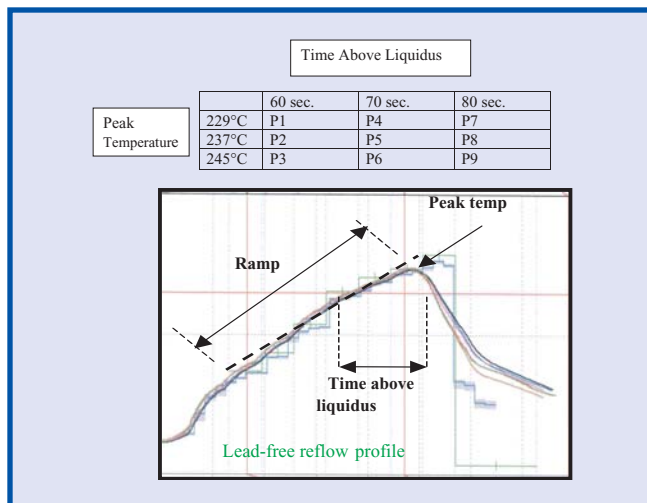 Time Above Liquidus
60 sec. 70 sec. 80 sec.
Peak
Temperature
229°C P1 P4 P7
237°C P2 P5 P8
245°C P3 P6 P9
Peak temp
Ramp
Time above
liquidus
Lead-free reflow profile